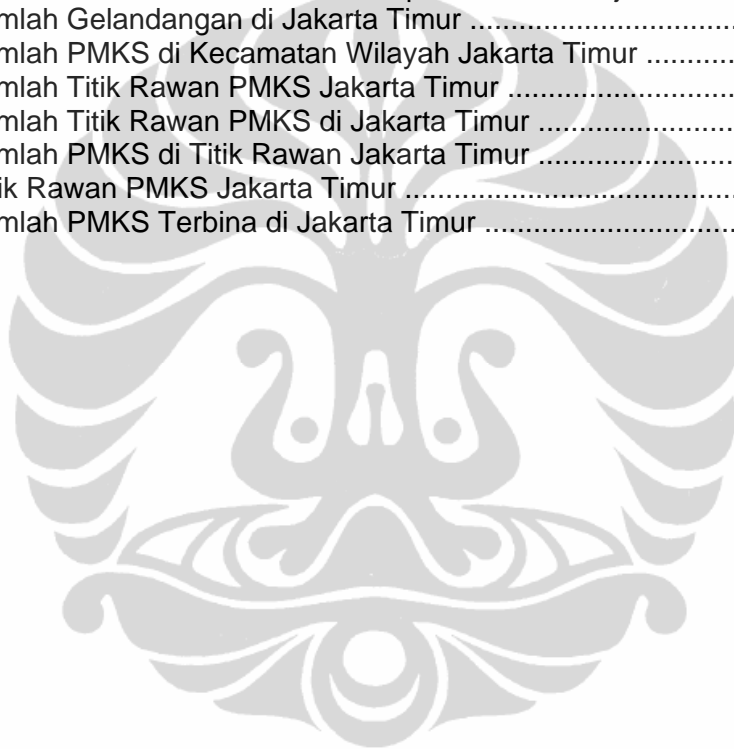 mlah Gelandangan di Jakarta Timur ............................................
mlah PMKS di Kecamatan Wilayah Jakarta Timur ............
mlah Titik Rawan PMKS Jakarta Timur ......................................
mlah Titik Rawan PMKS di Jakarta Timur .................................
mlah PMKS di Titik Rawan Jakarta Timur .................................
ik Rawan PMKS Jakarta Timur ......................................................
mlah PMKS Terbina di Jakarta Timur ..........................................